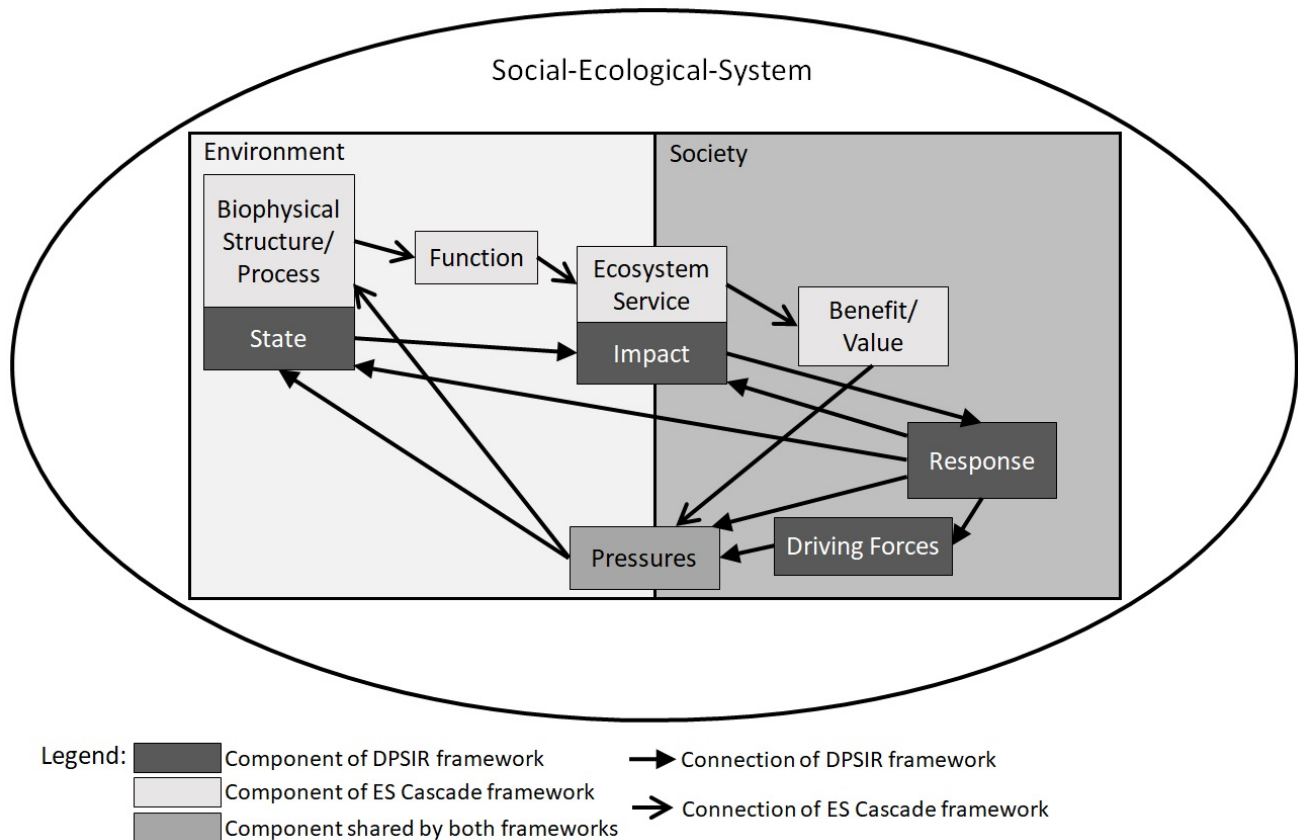 Social-Ecological-System
Environment
Society
Biophysical
Structure/
Process
Function
Ecosystem
Service
Benefit/
Value
State
Impact
Response
Driving Forces
Pressures
Legend:
Component of DPSIR framework
Connection of DPSIR framework
Component of ES Cascade framework
Connection of ES Cascade framework
Component shared by both frameworks